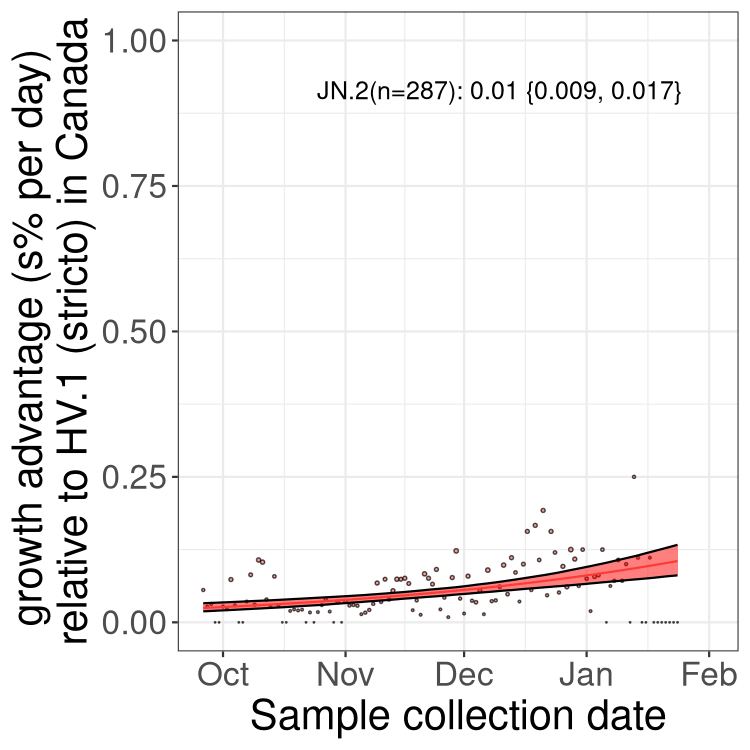 growth advantage (s% per day)
relative to HV.1 (stricto) in Canada
1.00
0.75
0.50
0.25
0.00
JN.2(n=287): 0.01 {0.009, 0.017}
Oct Nov Dec Jan Feb
Sample collection date